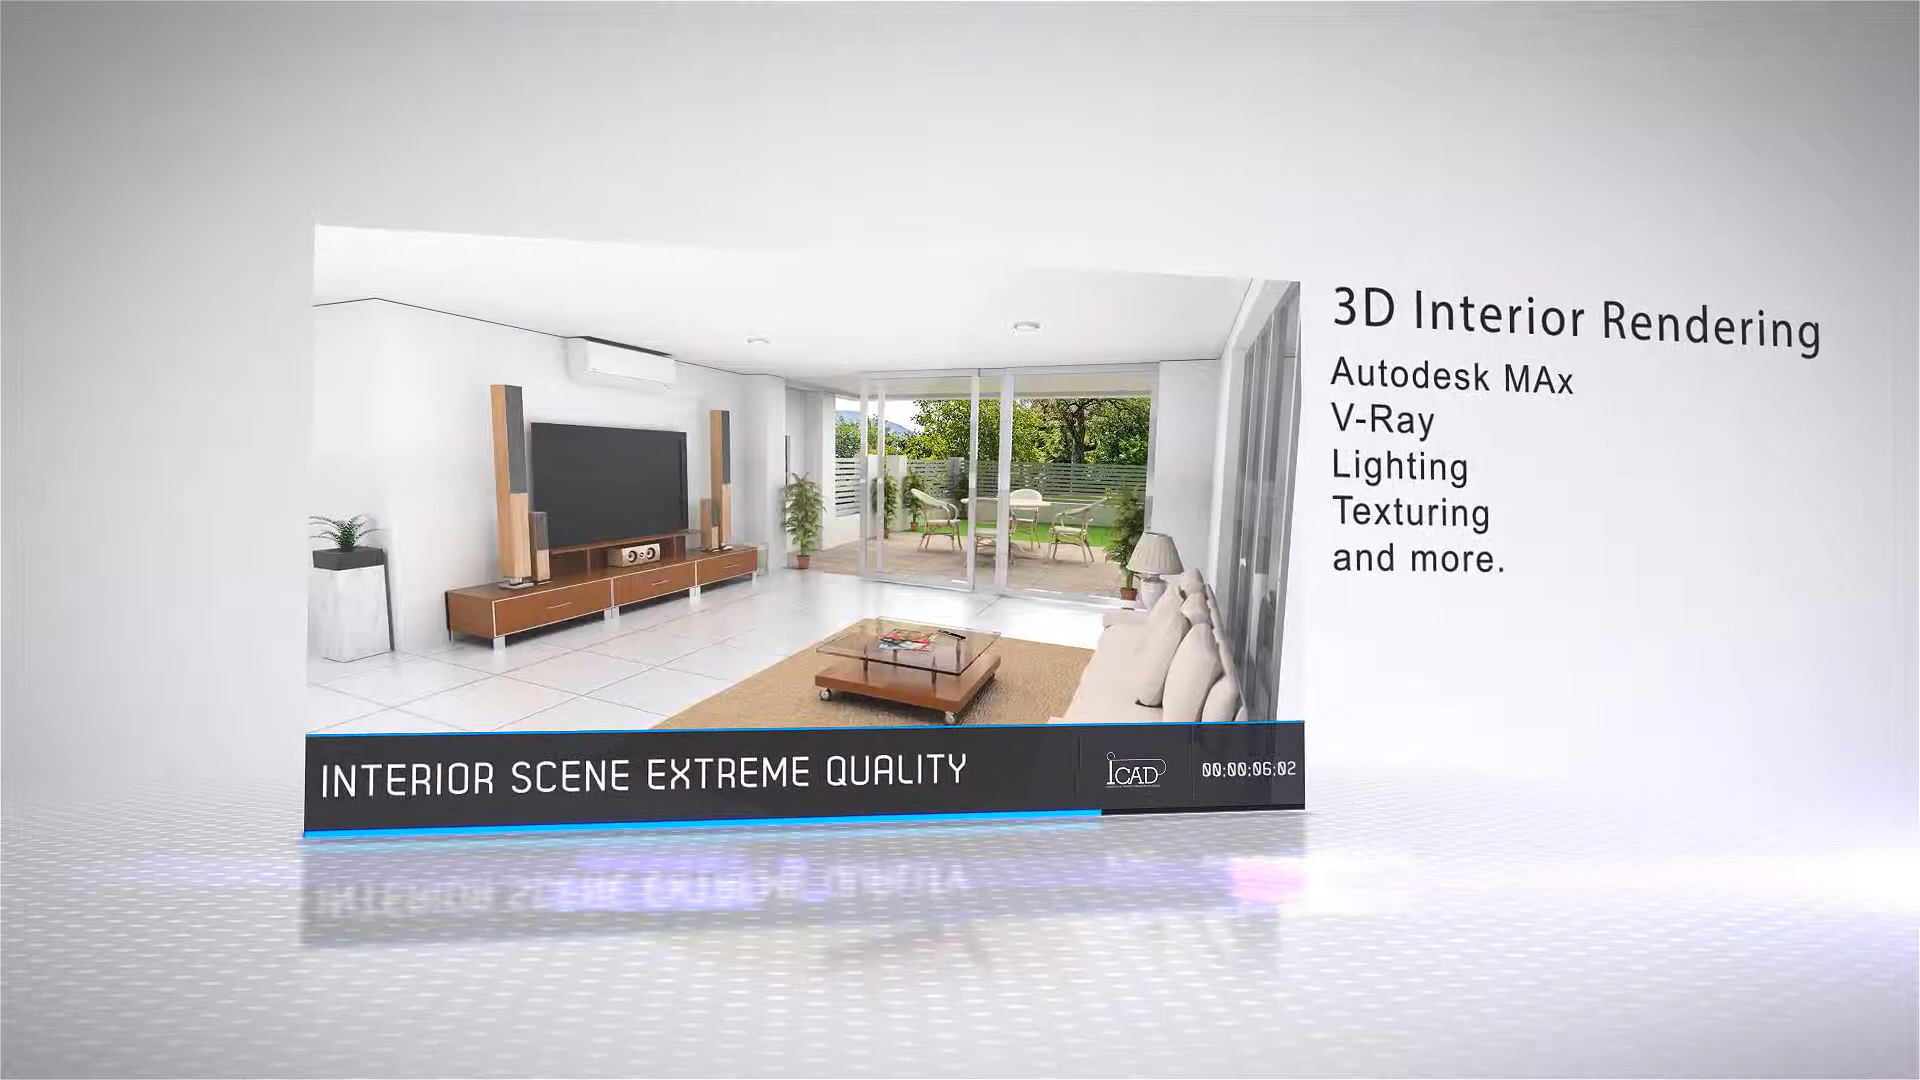 3D Interior Rendering
Autodesk MAx
V-Ray
Lighting
Texturing
and more.
INTERIOR SCENE EXTREME QUALITY
ICAD
00;00;06;02